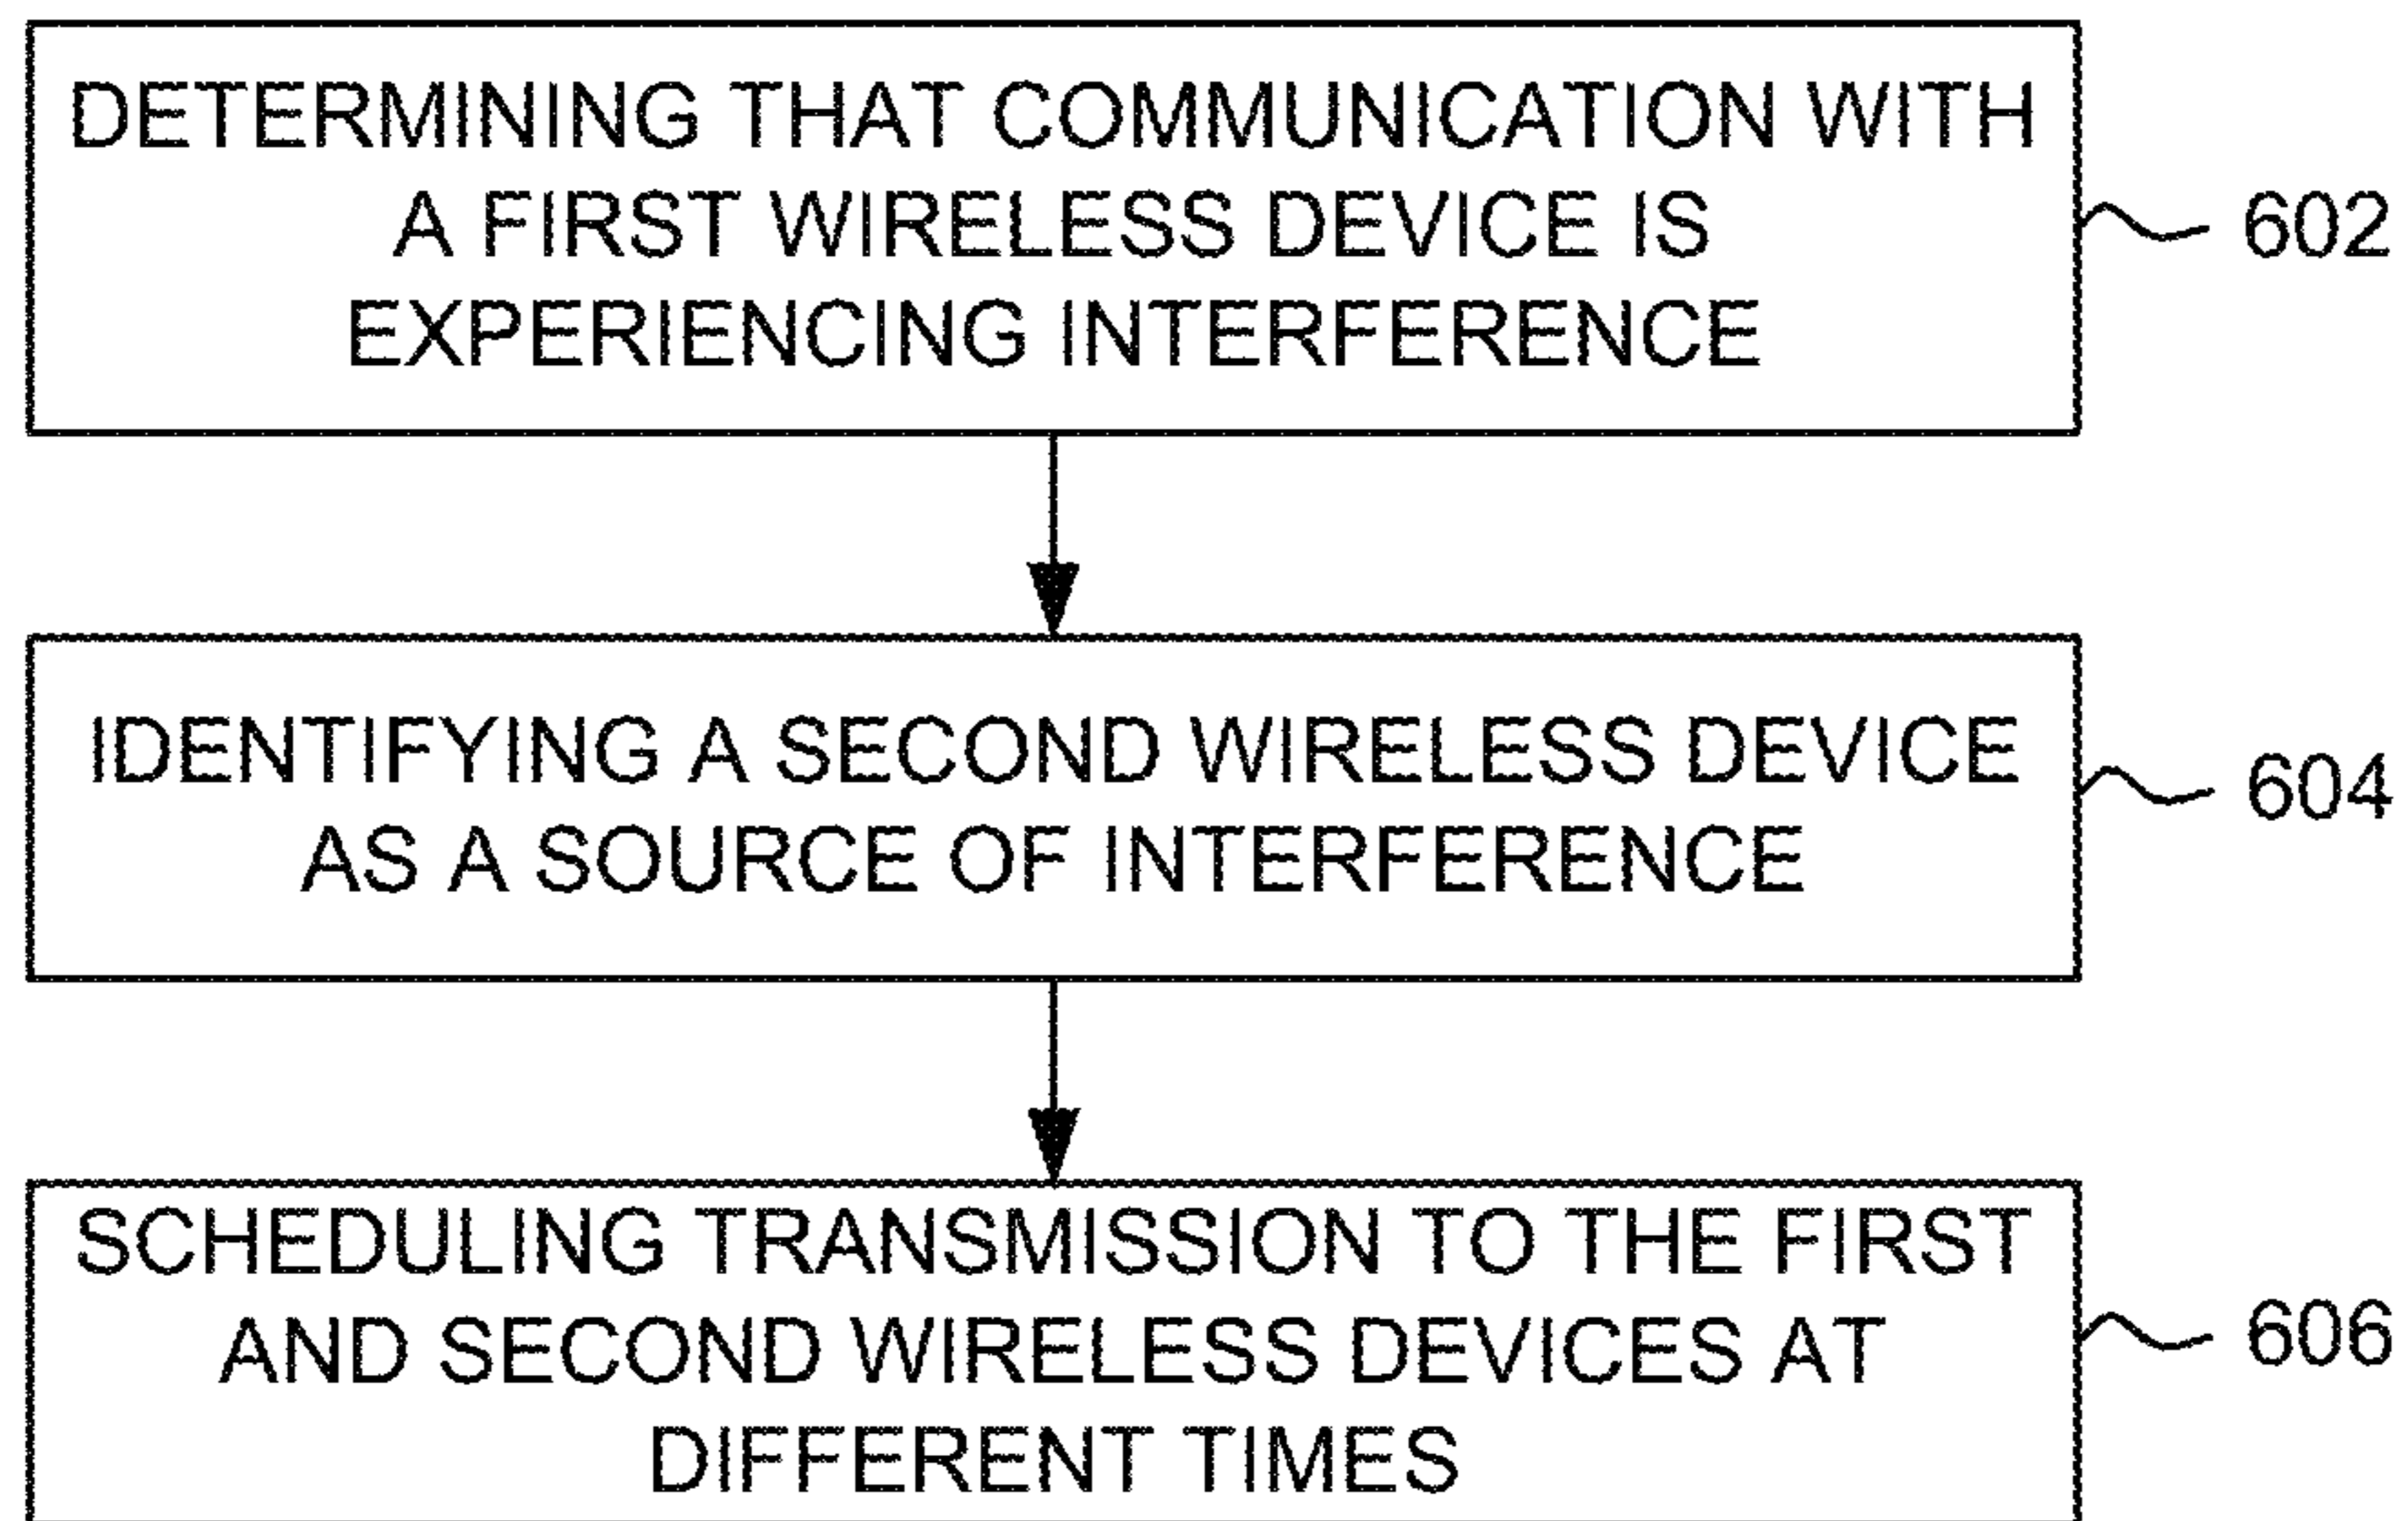 DETERMINING THAT COMMUNICATION WITH
A FIRST WIRELESS DEVICE IS
EXPERIENCING INTERFERENCE
602
IDENTIFYING A SECOND WIRELESS DEVICE
AS A SOURCE OF INTERFERENCE
604
SCHEDULING TRANSMISSION TO THE FIRST
AND SECOND WIRELESS DEVICES AT
DIFFERENT TIMES
606